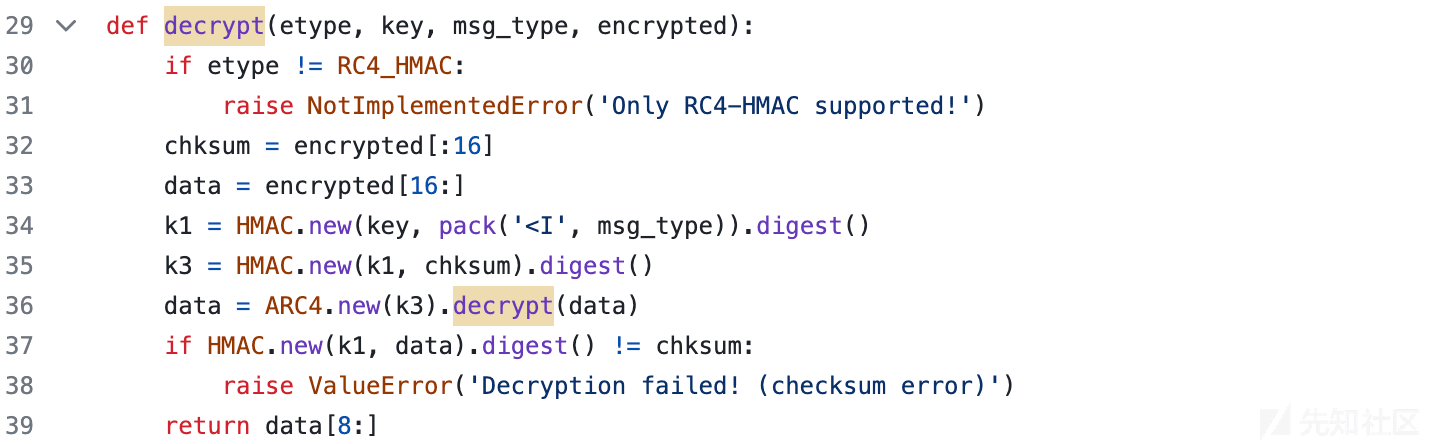 29 def decrypt(etype, key, msg_type, encrypted):
30     if etype != RC4_HMAC:
31         raise NotImplementedError('Only RC4-HMAC supported!')
32     chksum = encrypted[:16]
33     data = encrypted[16:]
34     k1 = HMAC.new(key, pack('<I', msg_type)).digest()
35     k3 = HMAC.new(k1, chksum).digest()
36     data = ARC4.new(k3).decrypt(data)
37     if HMAC.new(k1, data).digest() != chksum:
38         raise ValueError('Decryption failed! (checksum error)')
39     return data[8:]
先知社区